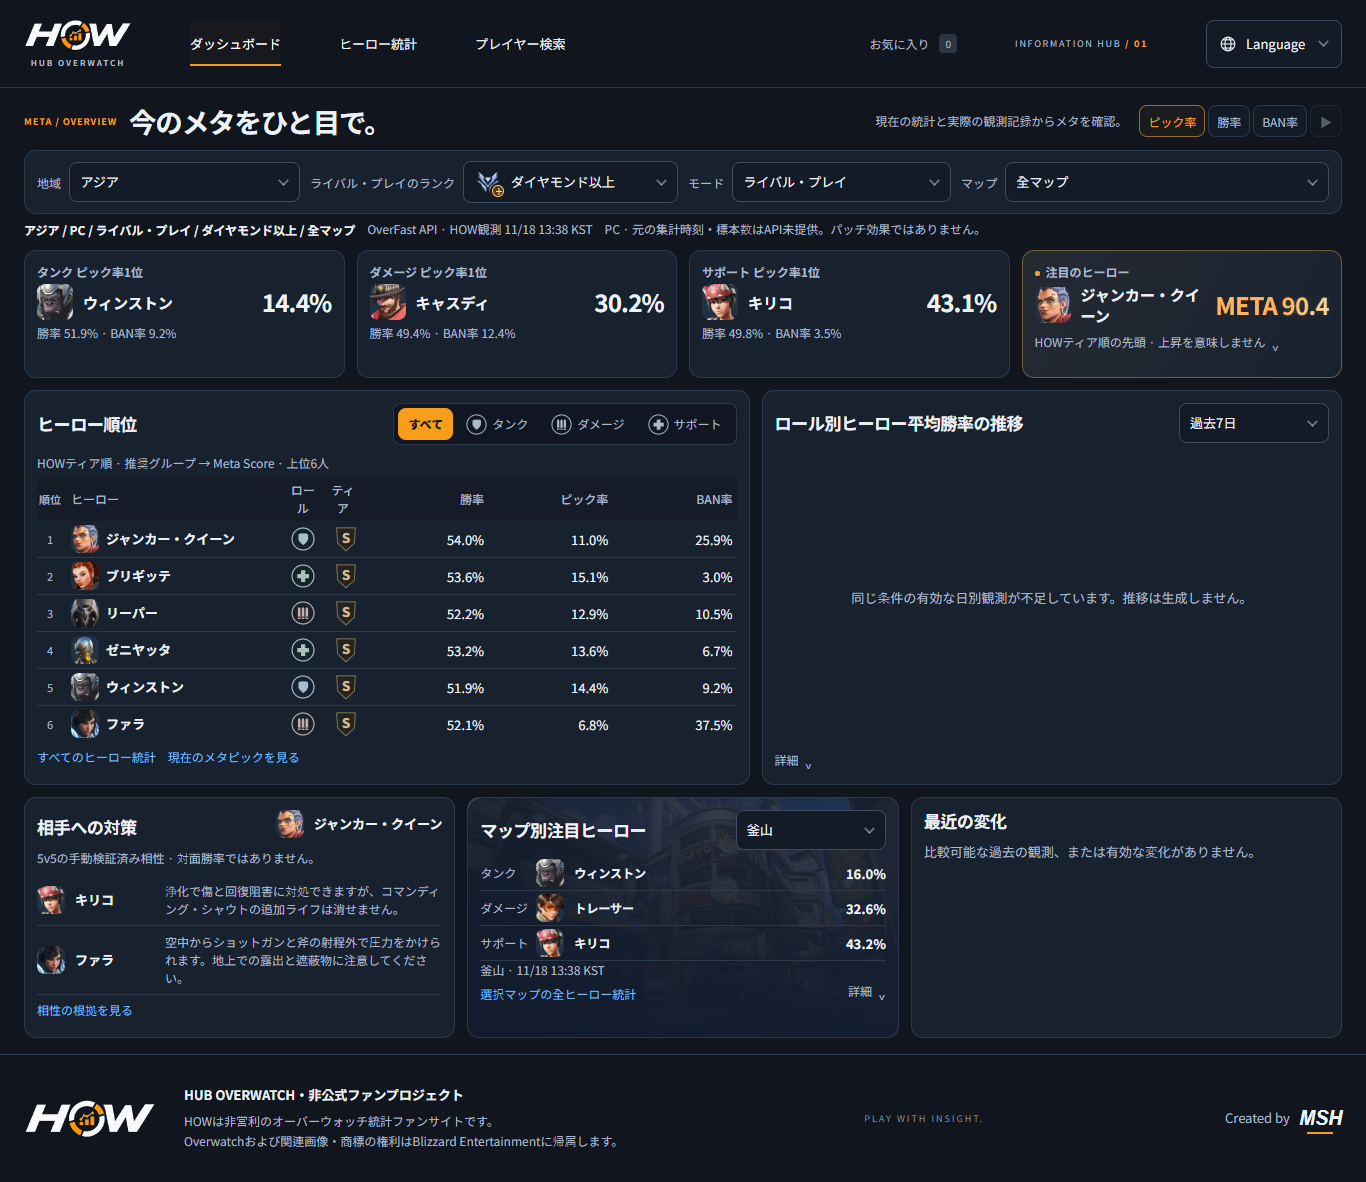 HOW
HUB OVERWATCH
ダッシュボード
ヒーロー統計
プレイヤー検索
お気に入り 0
INFORMATION HUB / 01
Language
META / OVERVIEW
今のメタをひと目で。
現在の統計と実際の観測記録からメタを確認。
ピック率
勝率
BAN率
地域
アジア
ライバル・プレイのランク
ダイヤモンド以上
モード
ライバル・プレイ
マップ
全マップ
アジア / PC / ライバル・プレイ / ダイヤモンド以上 / 全マップ
OverFast API · HOW観測 11/18 13:38 KST
PC · 元の集計時刻・標本数はAPI未提供。パッチ効果ではありません。
タンク ピック率1位
ウィンストン
14.4%
勝率 51.9% · BAN率 9.2%
ダメージ ピック率1位
キャスディ
30.2%
勝率 49.4% · BAN率 12.4%
サポート ピック率1位
キリコ
43.1%
勝率 49.8% · BAN率 3.5%
注目のヒーロー
ジャンカー・クイ
ーン
META 90.4
HOWティア順の先頭 · 上昇を意味しません
ヒーロー順位
すべて
タンク
ダメージ
サポート
HOWティア順 · 推奨グループ → Meta Score · 上位6人
順位 ヒーロー ロール ティア 勝率 ピック率 BAN率
1 ジャンカー・クイーン S 54.0% 11.0% 25.9%
2 ブリギッテ S 53.6% 15.1% 3.0%
3 リーパー S 52.2% 12.9% 10.5%
4 ゼニヤッタ S 53.2% 13.6% 6.7%
5 ウィンストン S 51.9% 14.4% 9.2%
6 ファラ S 52.1% 6.8% 37.5%
すべてのヒーロー統計
現在のメタピックを見る
ロール別ヒーロー平均勝率の推移
過去7日
同じ条件の有効な日別観測が不足しています。推移は生成しません。
詳細
相手への対策
ジャンカー・クイーン
5v5の手動検証済み相性 · 対面勝率ではありません。
キリコ
浄化で傷と回復阻害に対処できますが、コマンディ
ング・シャウトの追加ライフは消せません。
ファラ
空中からショットガンと斧の射程外で圧力をかけら
れます。地上での露出と遮蔽物に注意してくださ
い。
相性の根拠を見る
マップ別注目ヒーロー
釜山
タンク ウィンストン 16.0%
ダメージ トレーサー 32.6%
サポート キリコ 43.2%
釜山 · 11/18 13:38 KST
選択マップの全ヒーロー統計
詳細
最近の変化
比較可能な過去の観測、または有効な変化がありません。
HOW
HUB OVERWATCH・非公式ファンプロジェクト
HOWは非営利のオーバーウォッチ統計ファンサイトです。
Overwatchおよび関連画像・商標の権利はBlizzard Entertainmentに帰属します。
PLAY WITH INSIGHT.
Created by MSH